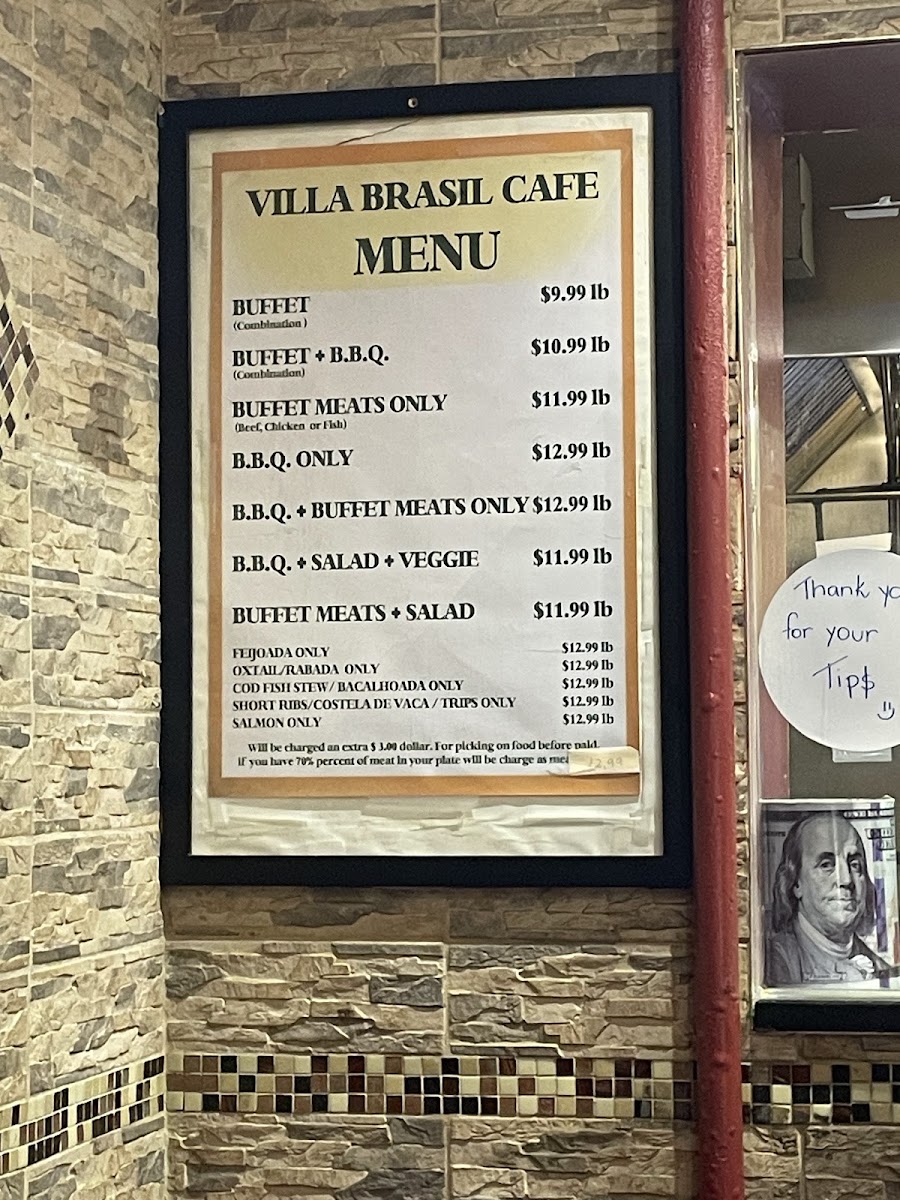 VILLA BRASIL CAFE
MENU
BUFFET $9.99 lb
(Combination )
BUFFET + B.B.Q. $10.99 lb
(Combination)
BUFFET MEATS ONLY $11.99 lb
(Beef, Chicken or Fish)
B.B.Q. ONLY $12.99 lb
B.B.Q. + BUFFET MEATS ONLY $12.99 lb
B.B.Q. + SALAD + VEGGIE $11.99 lb
BUFFET MEATS + SALAD $11.99 lb
FEIJOADA ONLY $12.99 lb
OXTAIL/RABADA ONLY $12.99 lb
COD FISH STEW/ BACALHOADA ONLY $12.99 lb
SHORT RIBS/COSTELA DE VACA / TRIPS ONLY $12.99 lb
SALMON ONLY $12.99 lb
Will be charged an extra $ 3.00 dollar. For picking on food before paid.
If you have 70% percent of meat in your plate will be charge as 12.99
Thank
for your
Tip$